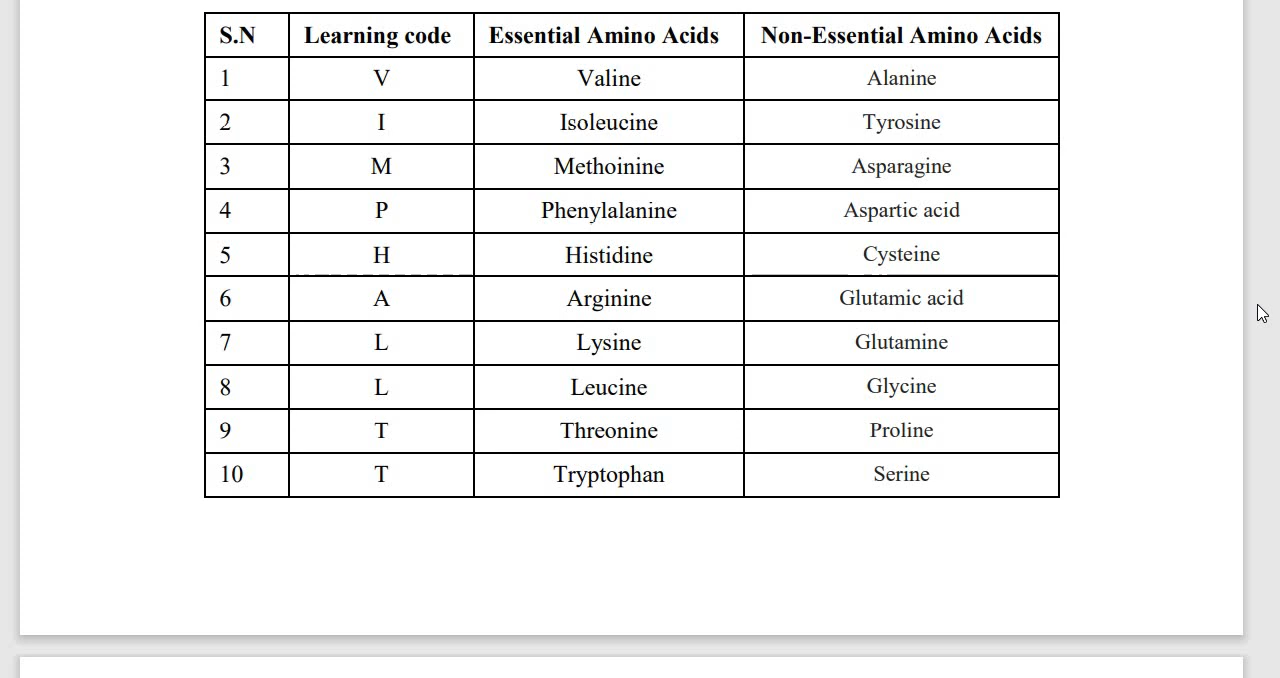 S.N Learning code Essential Amino Acids Non-Essential Amino Acids
1 V Valine Alanine
2 I Isoleucine Tyrosine
3 M Methoinine Asparagine
4 P Phenylalanine Aspartic acid
5 H Histidine Cysteine
6 A Arginine Glutamic acid
7 L Lysine Glutamine
8 L Leucine Glycine
9 T Threonine Proline
10 T Tryptophan Serine